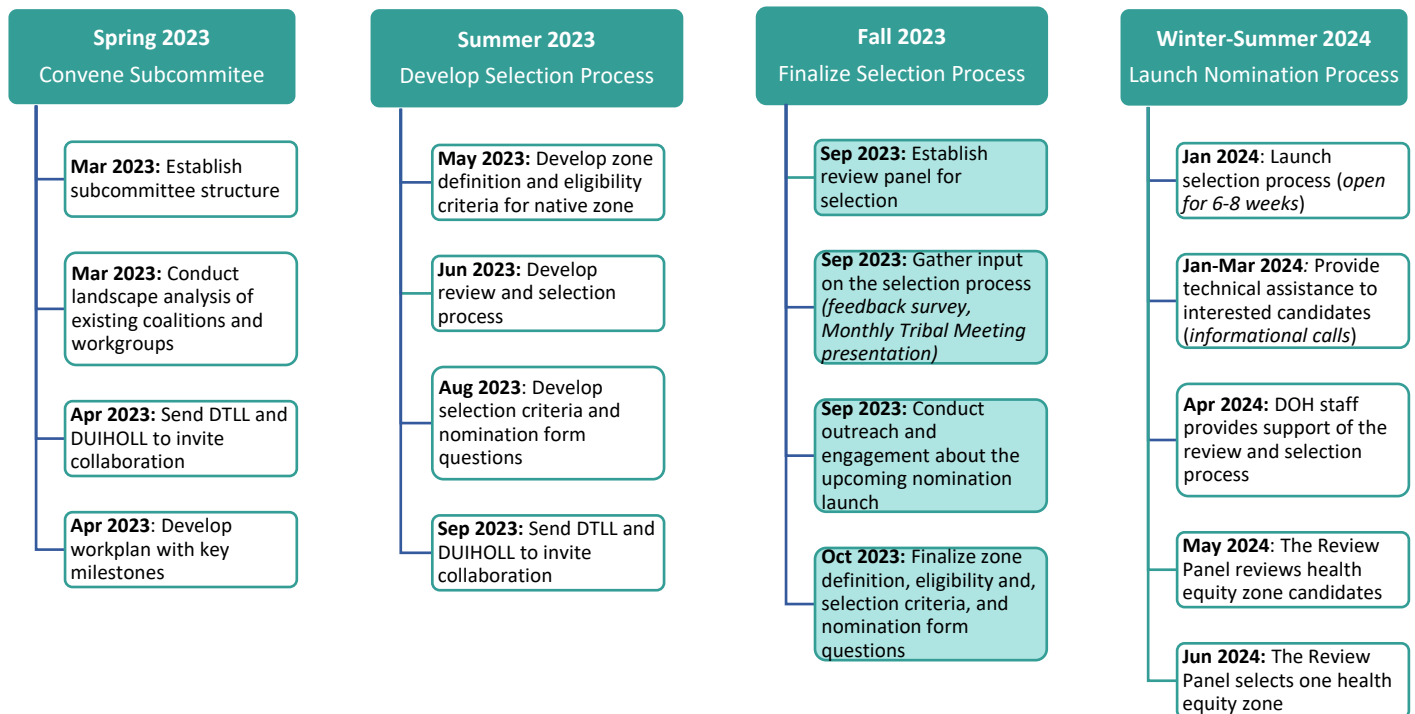 Spring 2023
Convene Subcommitee
Mar 2023: Establish
subcommittee structure
Mar 2023: Conduct
landscape analysis of
existing coalitions and
workgroups
Apr 2023: Send DTLL and
DUIHOLL to invite
collaboration
Apr 2023: Develop
workplan with key
milestones
Summer 2023
Develop Selection Process
May 2023: Develop zone
definition and eligibility
criteria for native zone
Jun 2023: Develop
review and selection
process
Aug 2023: Develop
selection criteria and
nomination form
questions
Sep 2023: Send DTLL and
DUIHOLL to invite
collaboration
Fall 2023
Finalize Selection Process
Sep 2023: Establish
review panel for
selection
Sep 2023: Gather input
on the selection process
(feedback survey,
Monthly Tribal Meeting
presentation)
Sep 2023: Conduct
outreach and
engagement about the
upcoming nomination
launch
Oct 2023: Finalize zone
definition, eligibility and,
selection criteria, and
nomination form
questions
Winter-Summer 2024
Launch Nomination Process
Jan 2024: Launch
selection process (open
for 6-8 weeks)
Jan-Mar 2024: Provide
technical assistance to
interested candidates
(informational calls)
Apr 2024: DOH staff
provides support of the
review and selection
process
May 2024: The Review
Panel reviews health
equity zone candidates
Jun 2024: The Review
Panel selects one health
equity zone